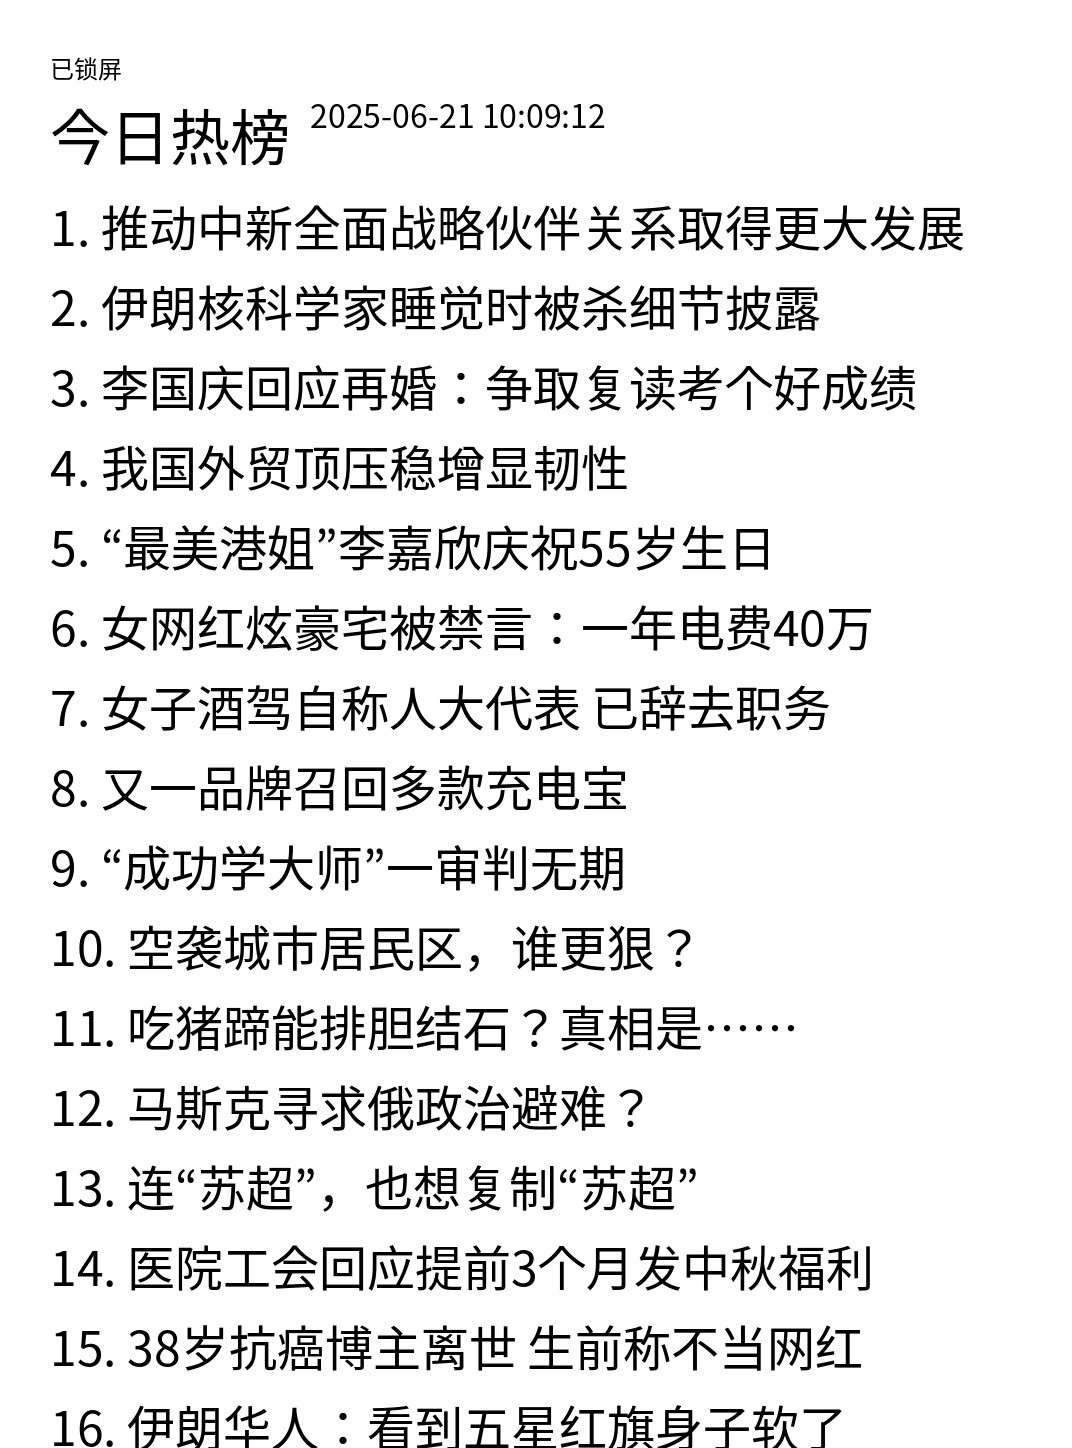 已锁屏
今日热榜 2025-06-21 10:09:12
1. 推动中新全面战略伙伴关系取得更大发展
2. 伊朗核科学家睡觉时被杀细节披露
3. 李国庆回应再婚：争取复读考个好成绩
4. 我国外贸顶压稳增显韧性
5. “最美港姐”李嘉欣庆祝55岁生日
6. 女网红炫豪宅被禁言：一年电费40万
7. 女子酒驾自称人大代表 已辞去职务
8. 又一品牌召回多款充电宝
9. “成功学大师”一审判无期
10. 空袭城市居民区，谁更狠？
11. 吃猪蹄能排胆结石？真相是……
12. 马斯克寻求俄政治避难？
13. 连“苏超”，也想复制“苏超”
14. 医院工会回应提前3个月发中秋福利
15. 38岁抗癌博主离世 生前称不当网红
16. 伊朗华人：看到五星红旗身子软了